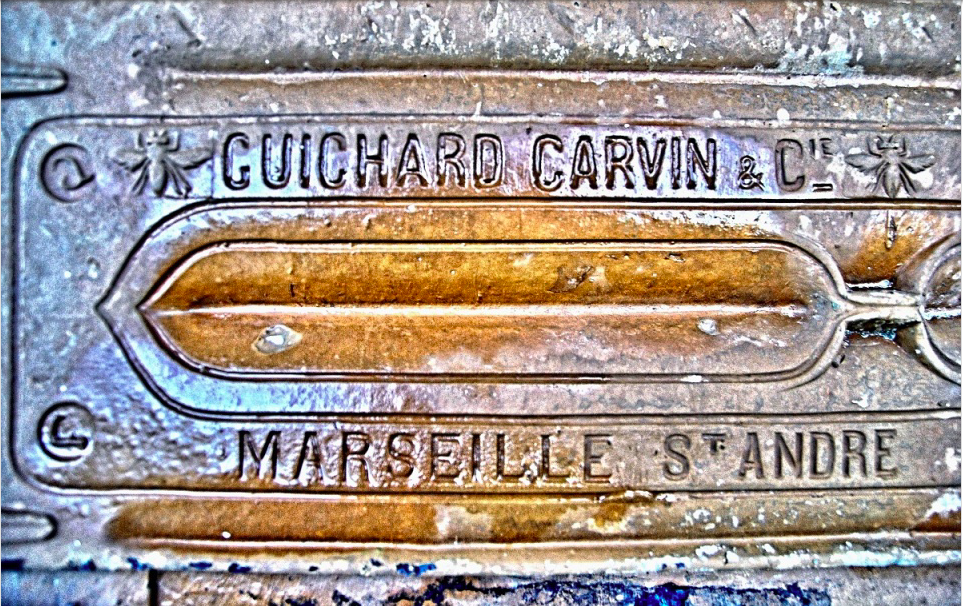 GUICHARD CARVIN & CIE
MARSEILLE ST ANDRE